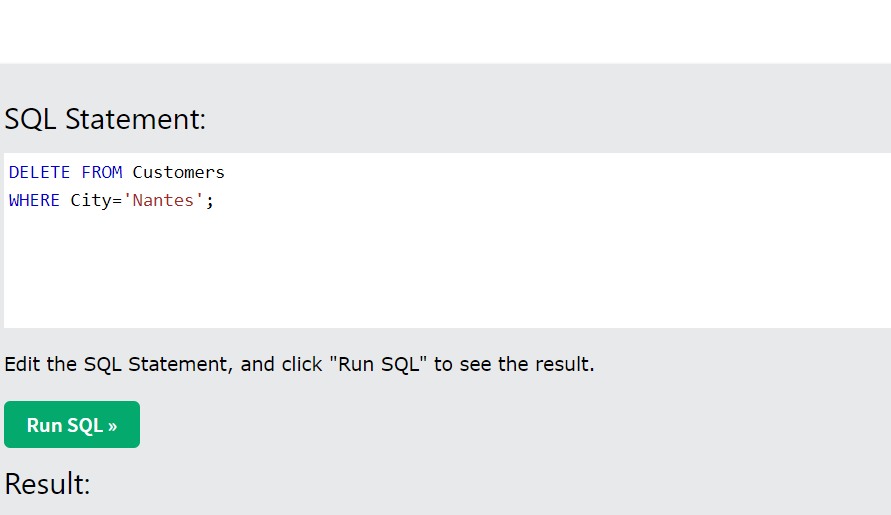 SQL Statement:
DELETE FROM Customers
WHERE City='Nantes';
Edit the SQL Statement, and click "Run SQL" to see the result.
Run SQL »
Result: